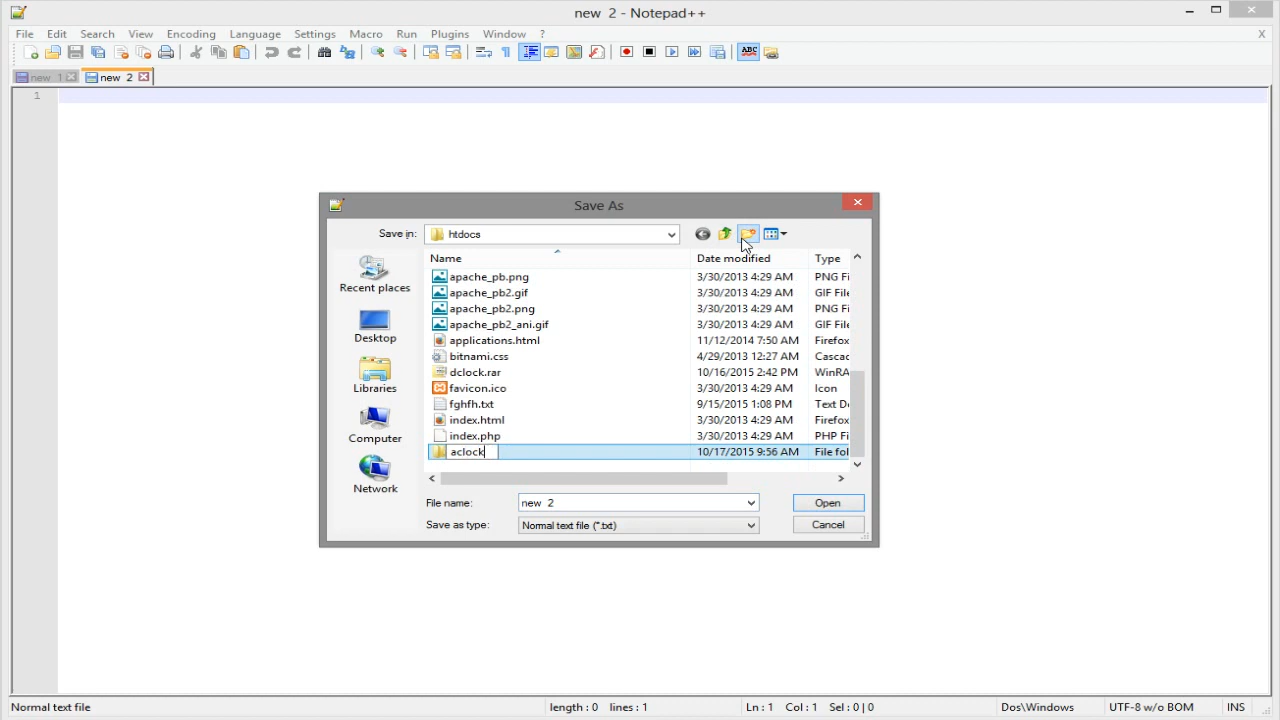 new 2 - Notepad++
File Edit Search View Encoding Language Settings Macro Run Plugins Window ? X
new 1 new 2
1
Save As
Save in: htdocs
Name Date modified Type
Recent places
Desktop
Libraries
Computer
Network
apache_pb.png 3/30/2013 4:29 AM PNG Fi
apache_pb2.gif 3/30/2013 4:29 AM GIF File
apache_pb2.png 3/30/2013 4:29 AM PNG Fi
apache_pb2_ani.gif 3/30/2013 4:29 AM GIF File
applications.html 11/12/2014 7:50 AM Firefox
bitnami.css 4/29/2013 12:27 AM Cascac
dclock.rar 10/16/2015 2:42 PM WinRA
favicon.ico 3/30/2013 4:29 AM Icon
fghfh.txt 9/15/2015 1:08 PM Text D
index.html 3/30/2013 4:29 AM Firefox
index.php 3/30/2013 4:29 AM PHP Fi
aclock 10/17/2015 9:56 AM File fol
File name: new 2 Open
Save as type: Normal text file (*.txt) Cancel
Normal text file length : 0 lines : 1 Ln : 1 Col : 1 Sel : 0 | 0 Dos\Windows UTF-8 w/o BOM INS